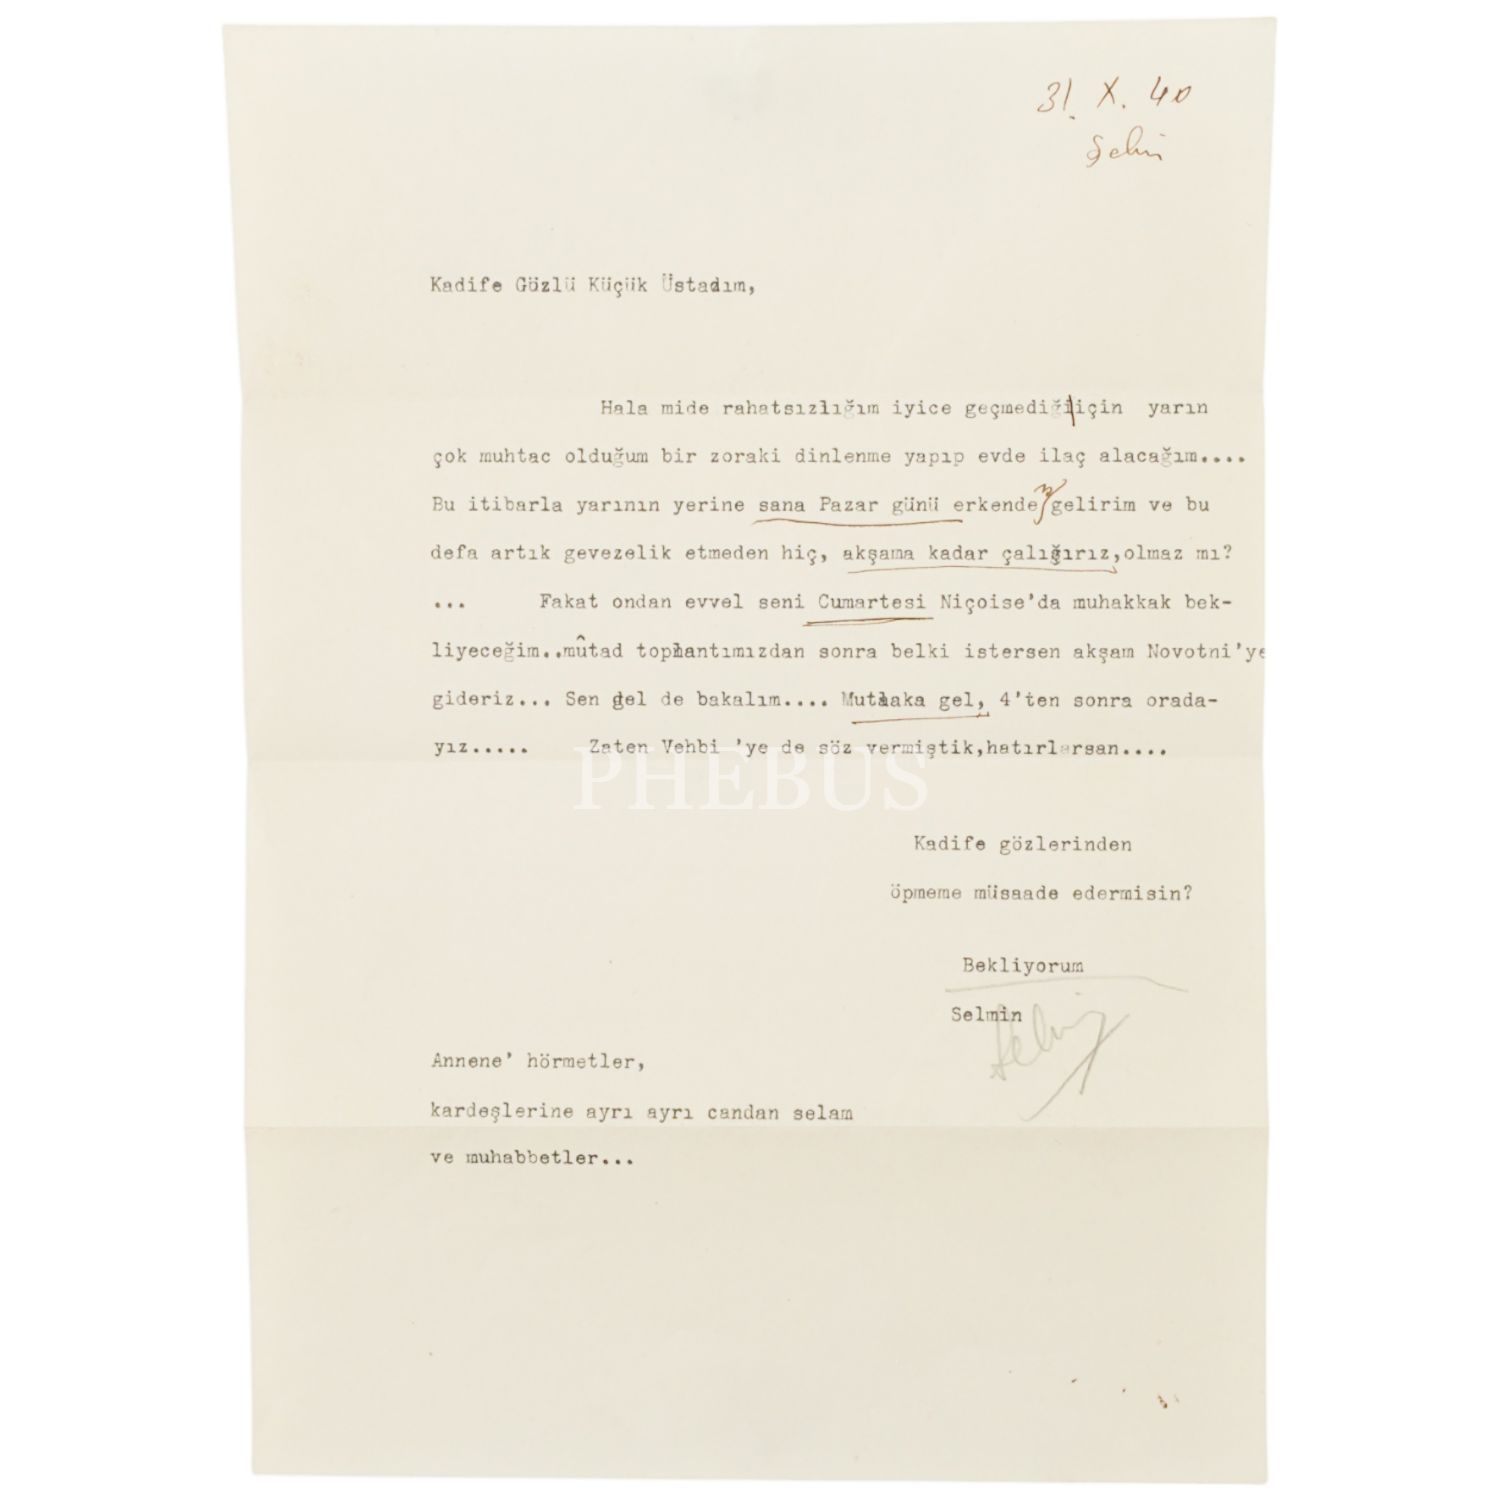 31. X. 40
Şehir
Kadife Gözlü Küçük Üstadım,
Hala mide rahatsızlığım iyice geçmediği için yarın
çok muhtac olduğum bir zoraki dinlenme yapıp evde ilaç alacağım....
Bu itibarla yarının yerine sana Pazar günü erkenden gelirim ve bu
defa artık gevezelik etmeden hiç, akşama kadar çalışırız,olmaz mı?
... Fakat ondan evvel seni Cumartesi Niçoise'da muhakkak bek-
liyeceğim..mûtad toplantımızdan sonra belki istersen akşam Novotni'ye
gideriz... Sen gel de bakalım.... Mutlaka gel, 4'ten sonra orada-
yız..... Zaten Vehbi 'ye de söz vermiştik,hatırlarsan....
PHEBUS
Kadife gözlerinden
öpmeme müsaade edermisin?
Bekliyorum
Selmin
Selmin
Annene' hörmetler,
kardeşlerine ayrı ayrı candan selam
ve muhabbetler...